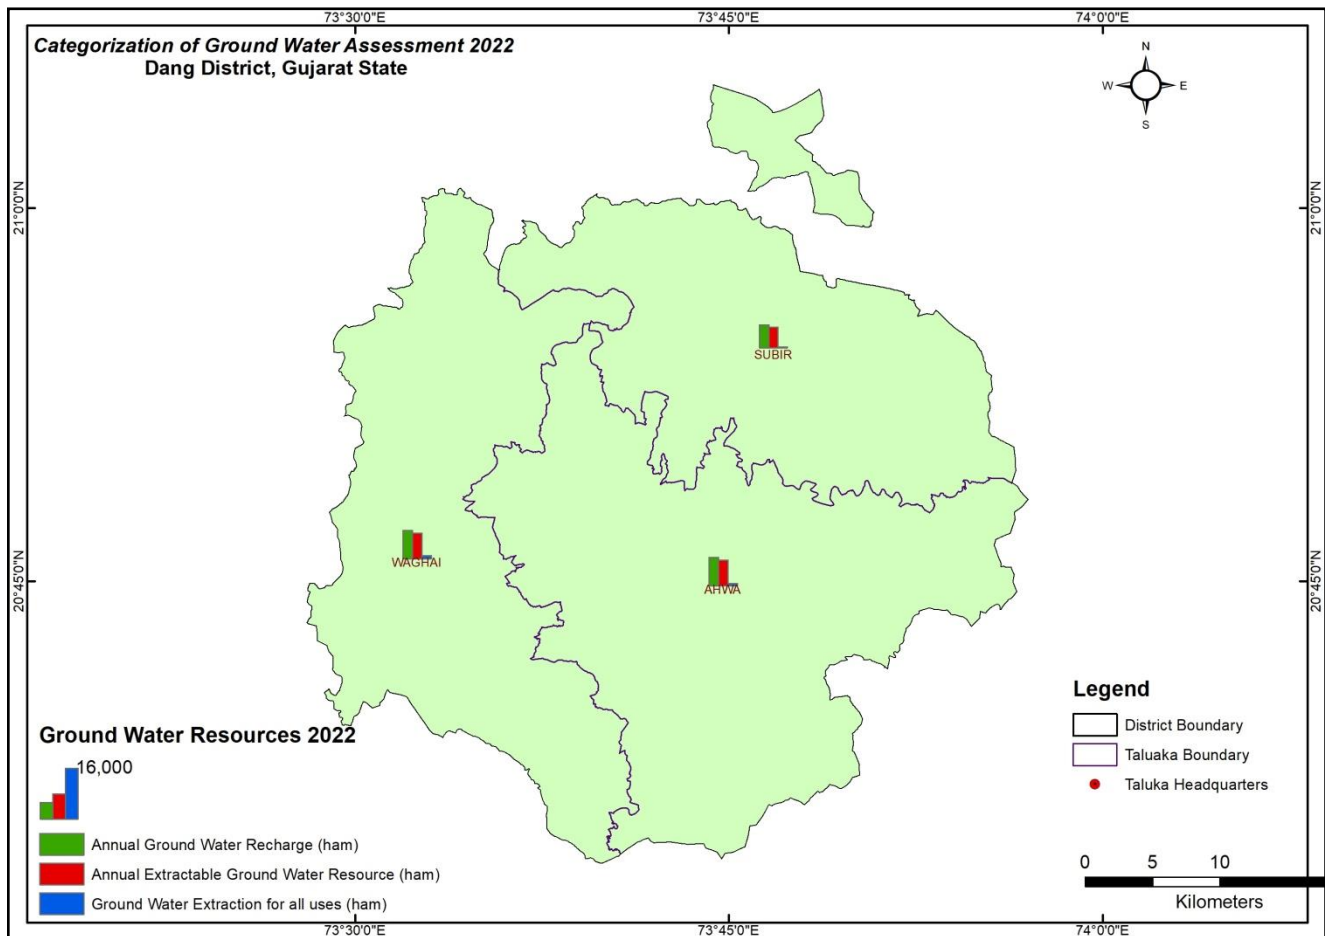 73°30'0"E
73°45'0"E
74°0'0"E
Categorization of Ground Water Assessment 2022
Dang District, Gujarat State
N
W
E
S
21°0'0"N
21°0'0"N
SUBIR
WAGHAI
AHWA
20°45'0"N
20°45'0"N
Legend
District Boundary
Taluaka Boundary
Taluka Headquarters
Ground Water Resources 2022
16,000
Annual Ground Water Recharge (ham)
Annual Extractable Ground Water Resource (ham)
Ground Water Extraction for all uses (ham)
0 5 10
Kilometers
73°30'0"E
73°45'0"E
74°0'0"E